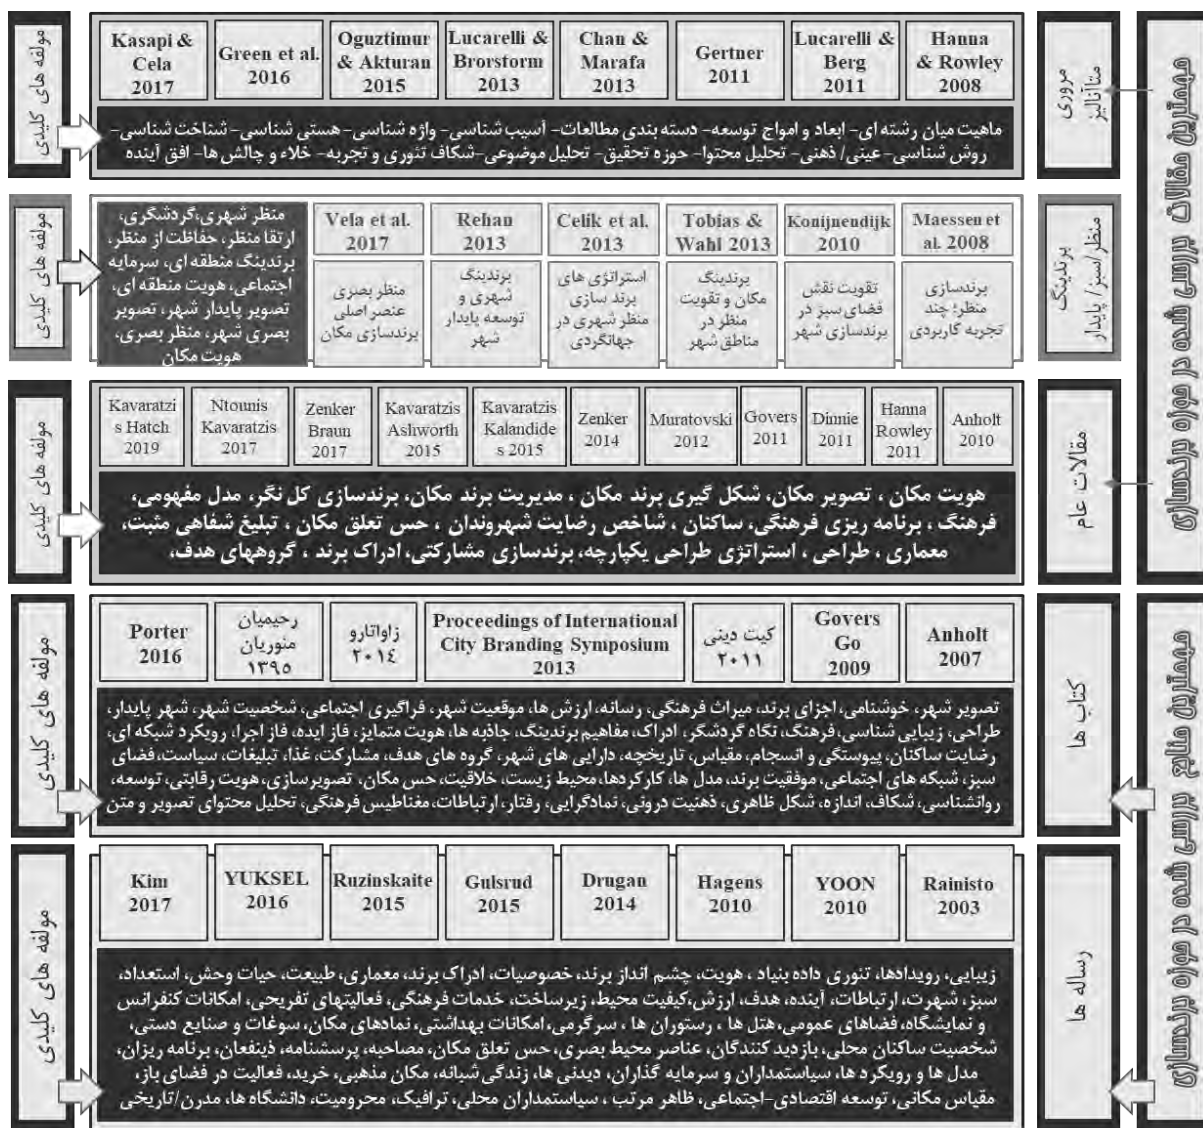 مهمترین مقالات بررسی شده در حوزه برندسازی
مروری
متاآنالیز
Hanna
& Rowley
2008
Lucarelli &
Berg
2011
Gertner
2011
Chan &
Marafa
2013
Lucarelli &
Brorstorm
2013
Oguztimur
& Akturan
2015
Green et al.
2016
Kasapi &
Cela
2017
ماهیت میان رشته ای- ابعاد و امواج توسعه- دسته بندی مطالعات- آسیب شناسی- واژه شناسی- هستی شناسی- شناخت شناسی-
روش شناسی- عینی/ ذهنی- تحلیل محتوا- حوزه تحقیق- تحلیل موضوعی-شکاف تئوری و تجربه- خلاء و چالش ها- افق آینده
مولفه های کلیدی
برندینگ
منظر/سبز/ پایدار
Maessen et
al. 2008
Konijnendijk
2010
Tobias &
Wahl 2013
Celik et al.
2013
Rehan
2013
Vela et al.
2017
برندسازی
منظر؛ چند
تجربه کاربردی
تقویت نقش
فضای سبز در
برندسازی شهر
برندینگ
مکان و تقویت
منظر در
مناطق شهر
استراتژی های
برند سازی
منظر شهری در
جهانگردی
برندینگ
شهری و
توسعه پایدار
شهر
منظر بصری
عنصر اصلی
برندسازی مکان
منظر شهری،گردشگری،
ارتقا منظر، حفاظت از منظر،
برندینگ منطقه ای، سرمایه
اجتماعی، هویت منطقه ای،
تصویر پایدار شهر، تصویر
بصری شهر، منظر بصری،
هویت مکان
مولفه های کلیدی
مقالات عام
Anholt
2010
Hanna
Rowley
2011
Dinnie
2011
Govers
2011
Muratovski
2012
Zenker
2014
Kavaratzis
Kalandide
s 2015
Kavaratzis
Ashworth
2015
Zenker
Braun
2017
Ntounis
Kavaratzis
2017
Kavaratzi
s Hatch
2019
هویت مکان ، تصویر مکان، شکل گیری برند مکان ، مدیریت برند مکان، برندسازی کل نگر، مدل مفهومی،
فرهنگ ، برنامه ریزی فرهنگی، ساکنان ، شاخص رضایت شهروندان ، حس تعلق مکان ، تبلیغ شفاهی مثبت،
معماری ، طراحی ، استراتژی طراحی یکپارچه، برندسازی مشارکتی، ادراک برند ، گروههای هدف،
مولفه های کلیدی
مهمترین منابع بررسی شده در حوزه برندسازی
کتاب ها
Anholt
2007
Govers
Go
2009
کیت دینی
۲۰۱۱
Proceedings of International
City Branding Symposium
2013
زاواتارو
۲۰۱٤
رحیمیان
منوریان
۱۳۹٥
Porter
2016
تصویر شهر، خوشنامی، اجزای برند، میراث فرهنگی، رسانه، ارزش ها، موقعیت شهر، فراگیری اجتماعی، شخصیت شهر، شهر پایدار،
طراحی، زیبایی شناسی، فرهنگ، نگاه گردشگر، ادراک، مفاهیم برندینگ، جاذبه ها، هویت متمایز، فاز ایده، فاز اجرا، رویکرد شبکه ای،
رضایت ساکنان، پیوستگی و انسجام، مقیاس، تاریخچه، دارایی های شهر، گروه های هدف، مشارکت، غذا، تبلیغات، سیاست، فضای
سبز، شبکه های اجتماعی، موفقیت برند، مدل ها، کارکردها، محیط زیست، خلاقیت، حس مکان، تصویرسازی، هویت رقابتی، توسعه،
روانشناسی، شکاف، اندازه، شکل ظاهری، ذهنیت درونی، نمادگرایی، رفتار، ارتباطات، مغناطیس فرهنگی، تحلیل محتوای تصویر و متن
مولفه های کلیدی
رساله ها
Rainisto
2003
YOON
2010
Hagens
2010
Drugan
2014
Gulsrud
2015
Ruzinskaite
2015
YUKSEL
2016
Kim
2017
زیبایی، رویدادها، تئوری داده بنیاد ، هویت، چشم انداز برند، خصوصیات، ادراک برند، معماری، طبیعت، حیات وحش، استعداد،
سبز، شهرت، ارتباطات، آینده، هدف، ارزش،کیفیت محیط، زیرساخت، خدمات فرهنگی، فعالیتهای تفریحی، امکانات کنفرانس
و نمایشگاه، فضاهای عمومی، هتل ها ، رستوران ها ، سرگرمی، امکانات بهداشتی، نمادهای مکان، سوغات و صنایع دستی،
شخصیت ساکنان محلی، بازدید کنندگان، عناصر محیط بصری، حس تعلق مکان، مصاحبه، پرسشنامه، ذینفعان، برنامه ریزان،
مدل ها و رویکرد ها، سیاستمداران و سرمایه گذاران، دیدنی ها، زندگی شبانه، مکان مذهبی، خرید، فعالیت در فضای باز،
مقیاس مکانی، توسعه اقتصادی-اجتماعی، ظاهر مرتب ، سیاستمداران محلی، ترافیک، محرومیت، دانشگاه ها، مدرن/تاریخی
مولفه های کلیدی